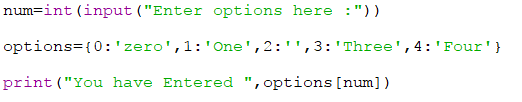 num=int(input("Enter options here :"))
options={0:'zero',1:'One',2:'',3:'Three',4:'Four'}
print("You have Entered ",options[num])